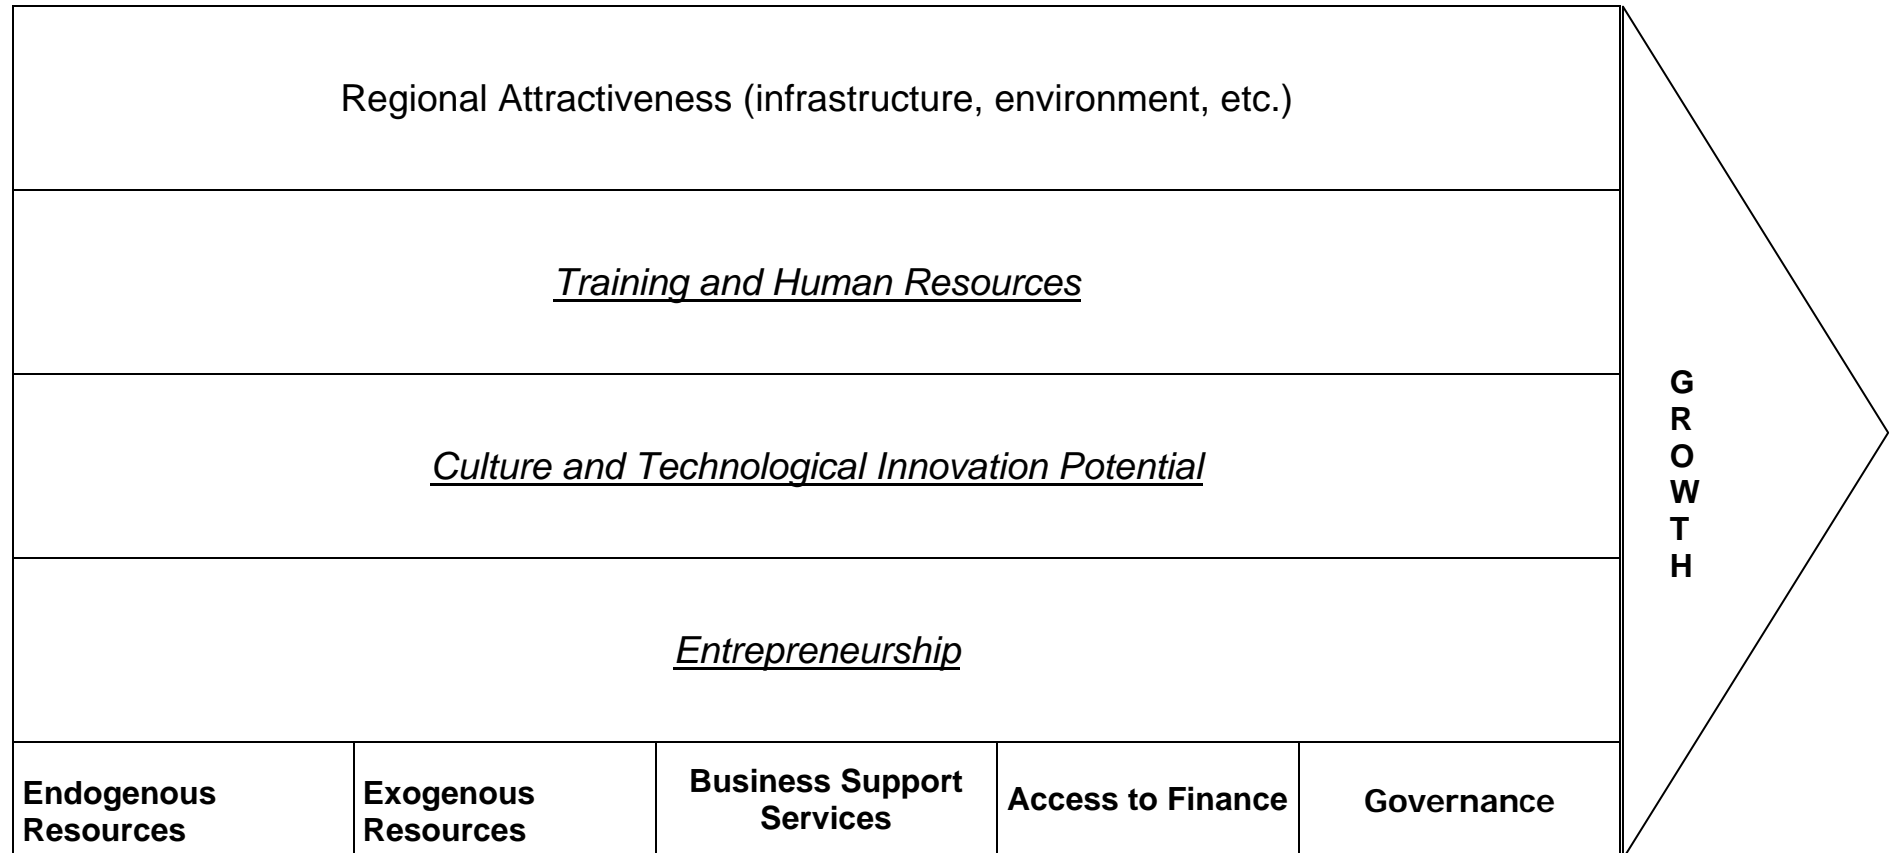 Regional Attractiveness (infrastructure, environment, etc.)
Training and Human Resources
Culture and Technological Innovation Potential
Entrepreneurship
Endogenous
Resources
Exogenous
Resources
Business Support
Services
Access to Finance
Governance
G
R
O
W
T
H